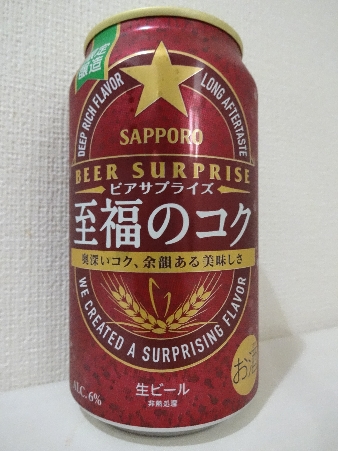 醸造
DEEP RICH FLAVOR
LONG AFTERTASTE
SAPPORO
BEER SURPRISE
ビアサプライズ
至福のコク
奥深いコク、余韻ある美味しさ
WE CREATED A SURPRISING FLAVOR
ALC. 6%
生ビール
非熱処理
お酒